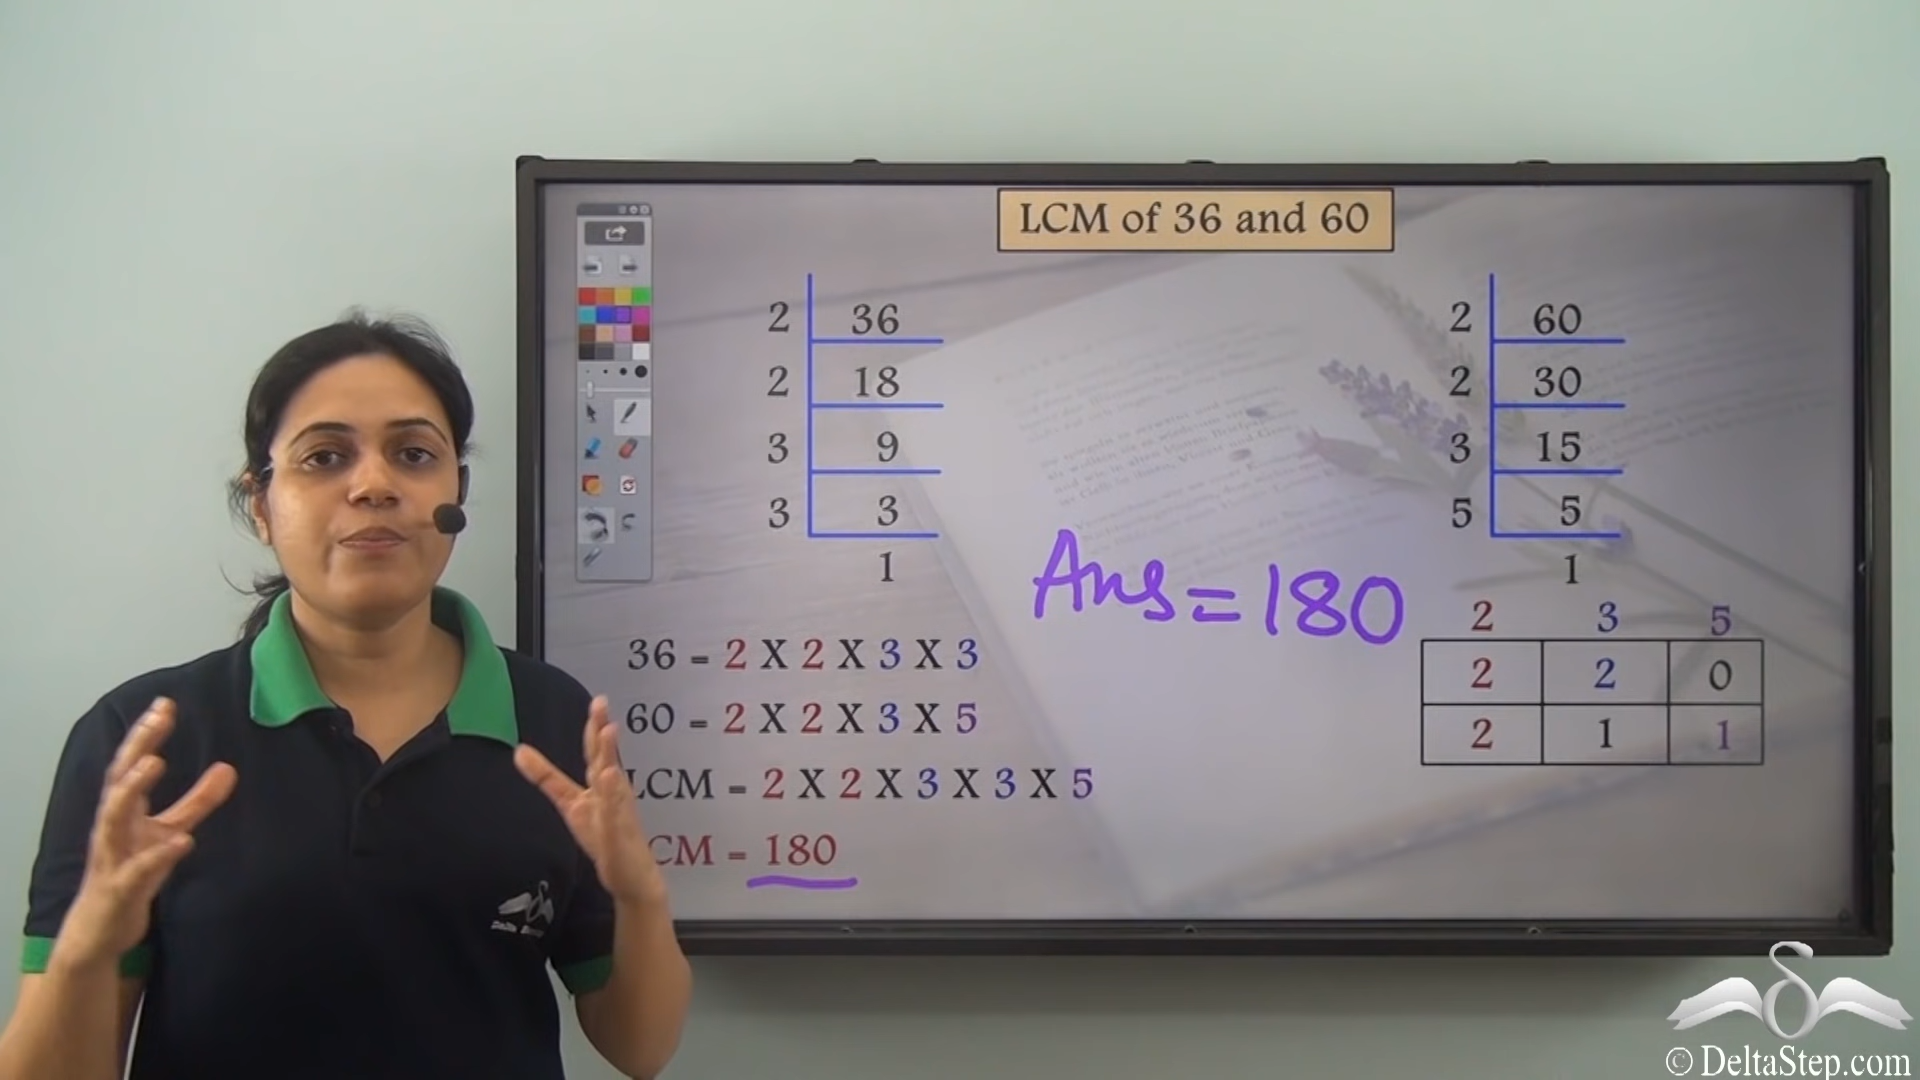 LCM of 36 and 60
2 36
2 18
3 9
3 3
1
2 60
2 30
3 15
5 5
1
Ans = 180
2 3 5
2 2 0
2 1 1
36 = 2 X 2 X 3 X 3
60 = 2 X 2 X 3 X 5
LCM = 2 X 2 X 3 X 3 X 5
CM = 180
© DeltaStep.com